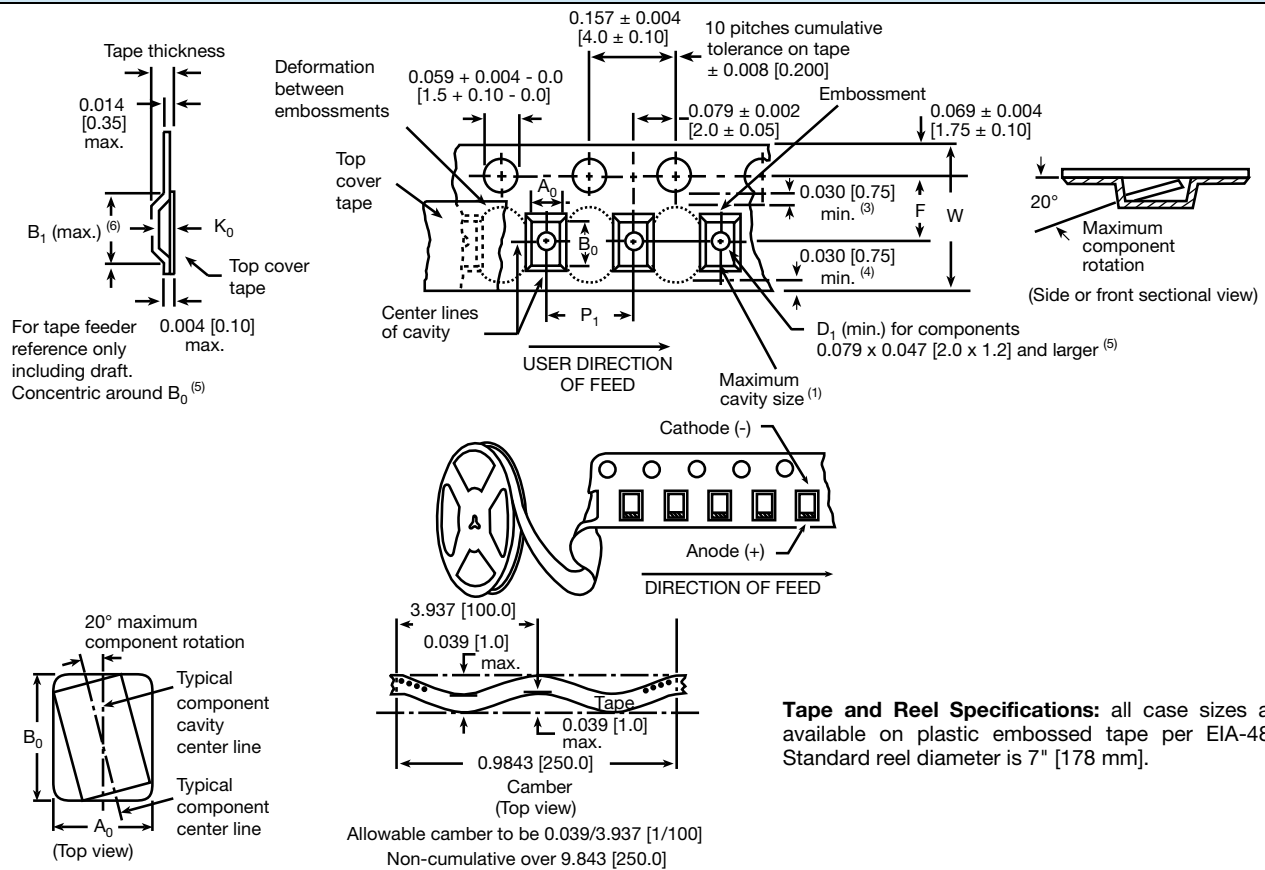 Tape thickness
0.014
[0.35]
max.
B1 (max.) (6)
K0
Top cover
tape
For tape feeder
reference only
including draft.
Concentric around B0 (5)
0.004 [0.10]
max.
Deformation
between
embossments
Top
cover
tape
0.059 + 0.004 - 0.0
[1.5 + 0.10 - 0.0]
0.157 ± 0.004
[4.0 ± 0.10]
10 pitches cumulative
tolerance on tape
± 0.008 [0.200]
0.079 ± 0.002
[2.0 ± 0.05]
Embossment
0.069 ± 0.004
[1.75 ± 0.10]
A0
B0
0.030 [0.75]
min. (3)
F
W
0.030 [0.75]
min. (4)
Center lines
of cavity
P1
USER DIRECTION
OF FEED
D1 (min.) for components
0.079 x 0.047 [2.0 x 1.2] and larger (5)
Maximum
cavity size (1)
20°
Maximum
component
rotation
(Side or front sectional view)
Cathode (-)
Anode (+)
DIRECTION OF FEED
20° maximum
component rotation
Typical
component
cavity
center line
B0
Typical
component
center line
A0
(Top view)
3.937 [100.0]
0.039 [1.0]
max.
Tape
0.039 [1.0]
max.
0.9843 [250.0]
Camber
(Top view)
Allowable camber to be 0.039/3.937 [1/100]
Non-cumulative over 9.843 [250.0]
Tape and Reel Specifications: all case sizes a
available on plastic embossed tape per EIA-48
Standard reel diameter is 7" [178 mm].